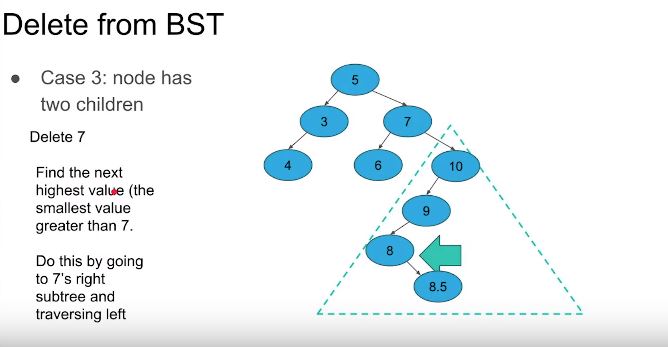 Delete from BST
● Case 3: node has
two children
Delete 7
Find the next
highest value (the
smallest value
greater than 7.
Do this by going
to 7's right
subtree and
traversing left
5
3
7
4
6
10
9
8
8.5